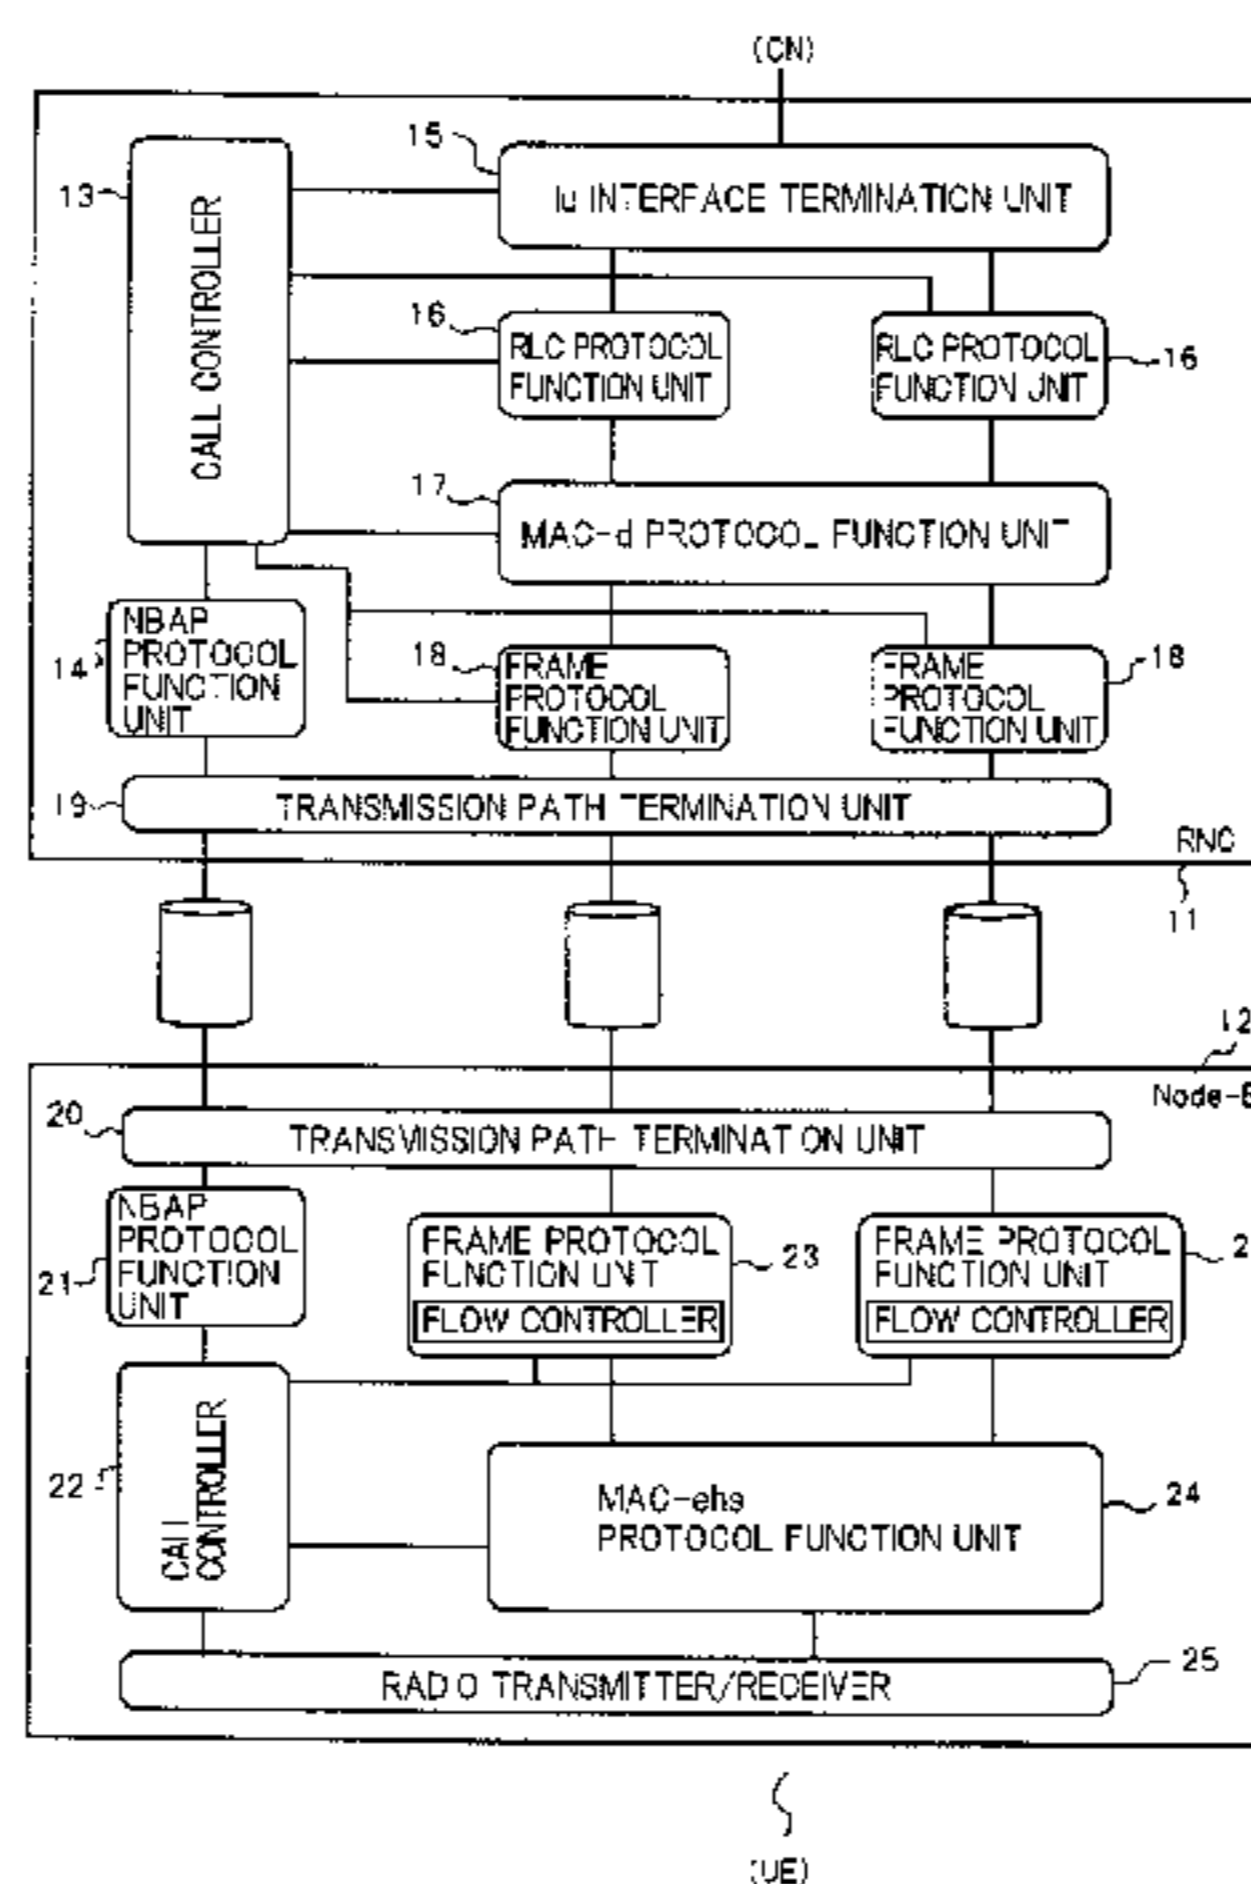 (CN)
15
13
Iu INTERFACE TERMINATION UNIT
CALL CONTROLLER
16
RLC PROTOCOL
FUNCTION UNIT
RLC PROTOCOL
FUNCTION UNIT
16
17
MAC-d PROTOCOL FUNCTION UNIT
14
NBAP
PROTOCOL
FUNCTION
UNIT
18
FRAME
PROTOCOL
FUNCTION UNIT
FRAME
PROTOCOL
FUNCTION UNIT
18
19
TRANSMISSION PATH TERMINATION UNIT
RNC
11
12
Node-B
20
TRANSMISSION PATH TERMINATION UNIT
21
NBAP
PROTOCOL
FUNCTION
UNIT
FRAME PROTOCOL
FUNCTION UNIT
FLOW CONTROLLER
23
FRAME PROTOCOL
FUNCTION UNIT
FLOW CONTROLLER
22
CALL
CONTROLLER
MAC-ehs
PROTOCOL FUNCTION UNIT
24
RADIO TRANSMITTER/RECEIVER
25
(UE)